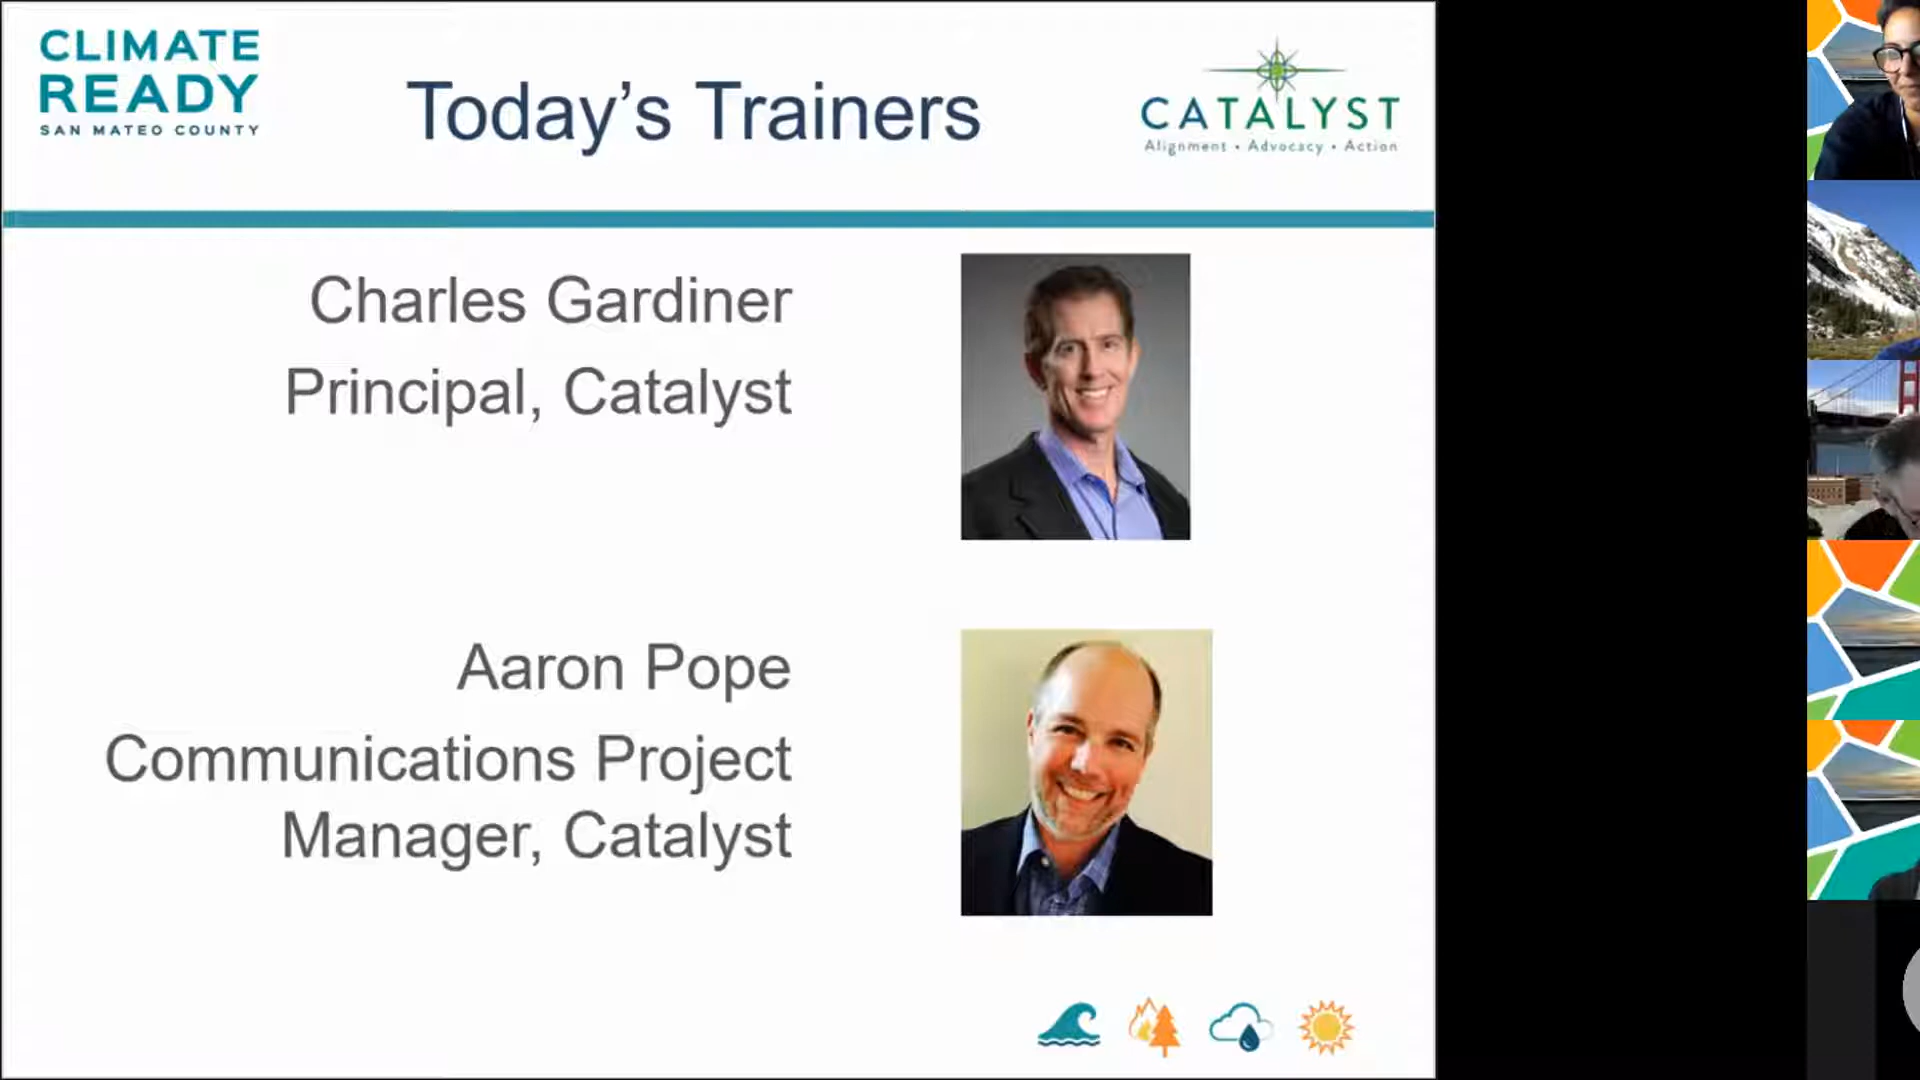 CLIMATE
READY
SAN MATEO COUNTY
Today's Trainers
CATALYST
Alignment • Advocacy • Action
Charles Gardiner
Principal, Catalyst
Aaron Pope
Communications Project
Manager, Catalyst